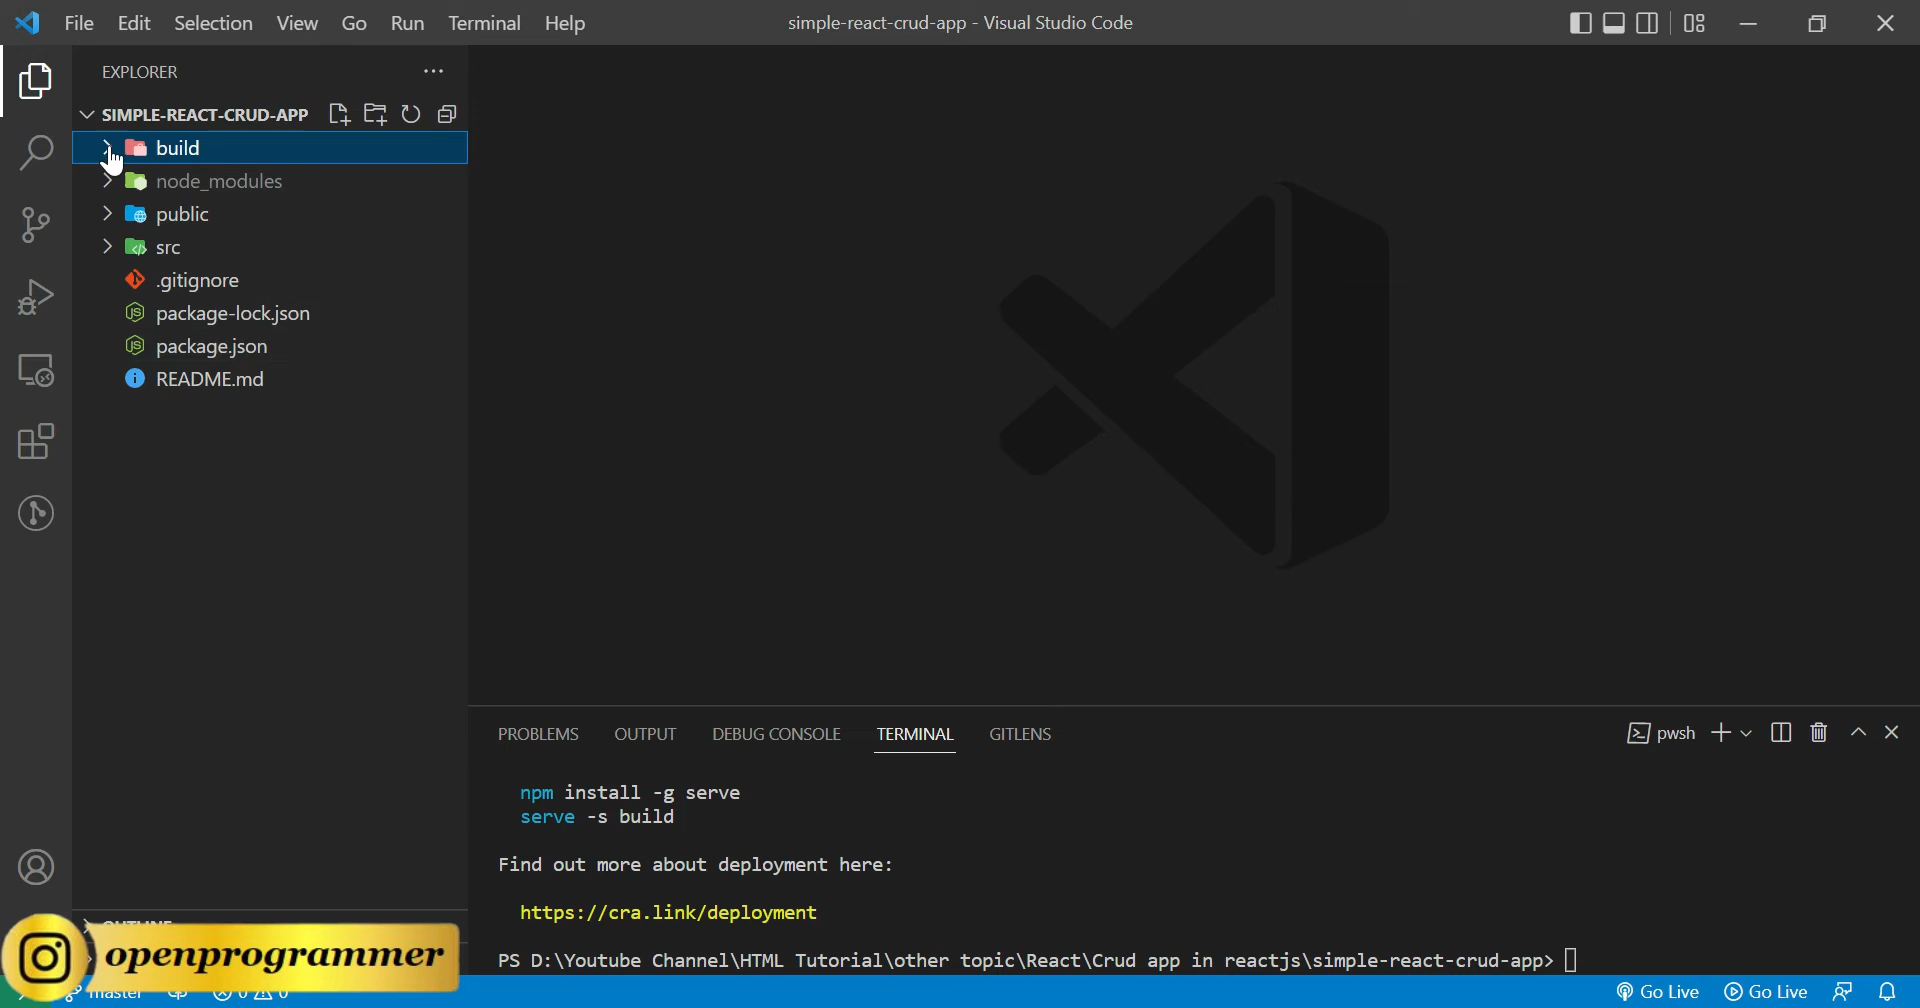 File Edit Selection View Go Run Terminal Help
simple-react-crud-app - Visual Studio Code
EXPLORER
SIMPLE-REACT-CRUD-APP
build
node_modules
public
src
.gitignore
package-lock.json
package.json
README.md
PROBLEMS OUTPUT DEBUG CONSOLE TERMINAL GITLENS
pwsh
npm install -g serve
serve -s build
Find out more about deployment here:
https://cra.link/deployment
PS D:\Youtube Channel\HTML Tutorial\other topic\React\Crud app in reactjs\simple-react-crud-app>
OUTLINE
openprogrammer
master 0 0
Go Live Go Live